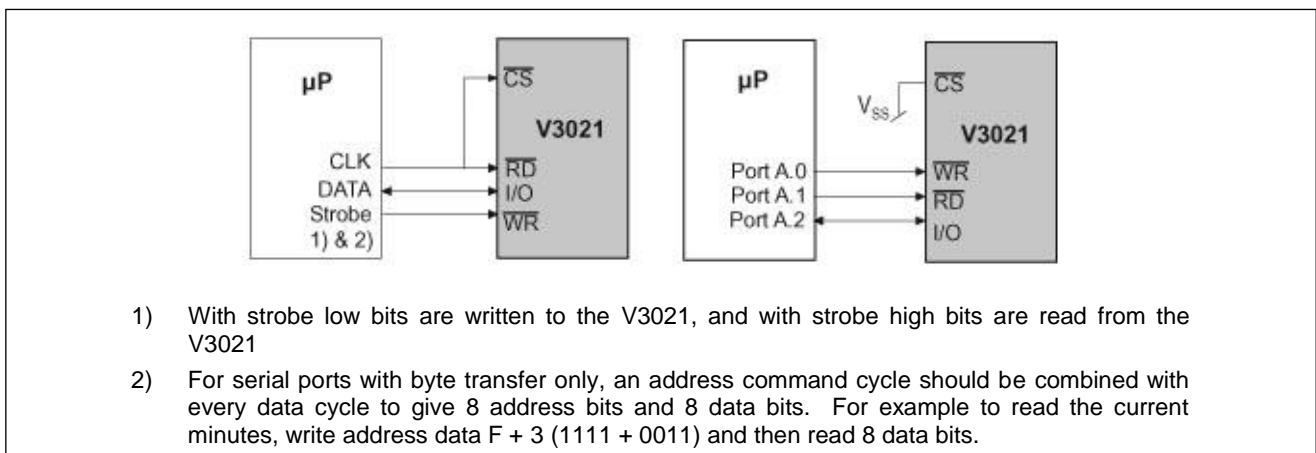 µP
CS
V3021
CLK
RD
DATA
I/O
Strobe
WR
1) & 2)
µP
CS
VSS
V3021
Port A.0
WR
Port A.1
RD
Port A.2
I/O
1) With strobe low bits are written to the V3021, and with strobe high bits are read from the
V3021
2) For serial ports with byte transfer only, an address command cycle should be combined with
every data cycle to give 8 address bits and 8 data bits. For example to read the current
minutes, write address data F + 3 (1111 + 0011) and then read 8 data bits.